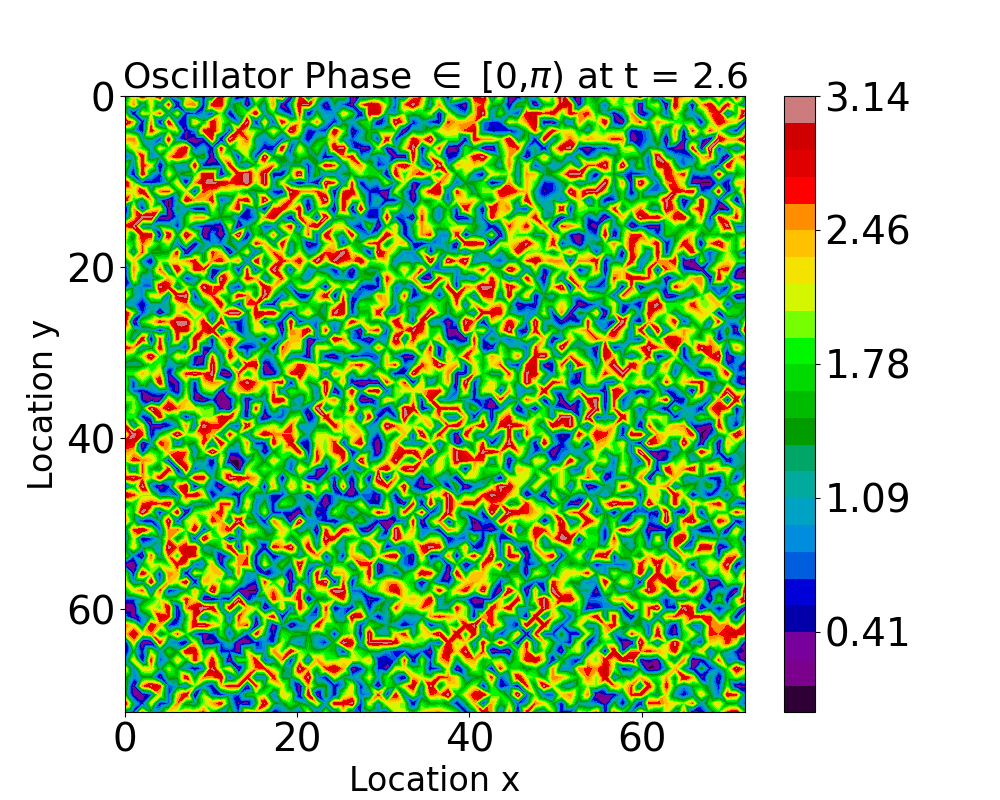 Oscillator Phase ∈ [0,π) at t = 2.6
0
20
40
60
Location y
0 20 40 60
Location x
3.14
2.46
1.78
1.09
0.41